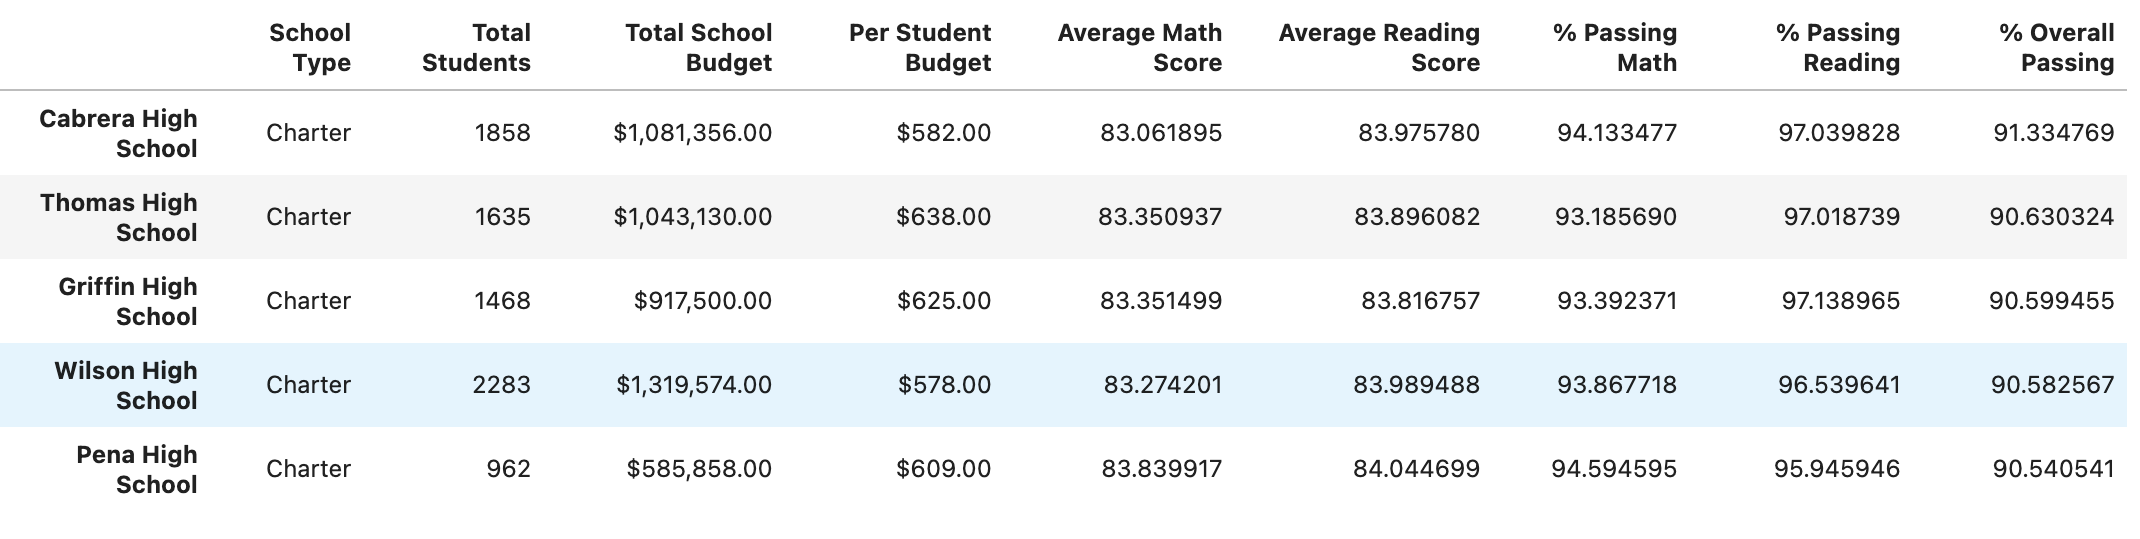 School Type Total Students Total School Budget Per Student Budget Average Math Score Average Reading Score % Passing Math % Passing Reading % Overall Passing
Cabrera High School Charter 1858 $1,081,356.00 $582.00 83.061895 83.975780 94.133477 97.039828 91.334769
Thomas High School Charter 1635 $1,043,130.00 $638.00 83.350937 83.896082 93.185690 97.018739 90.630324
Griffin High School Charter 1468 $917,500.00 $625.00 83.351499 83.816757 93.392371 97.138965 90.599455
Wilson High School Charter 2283 $1,319,574.00 $578.00 83.274201 83.989488 93.867718 96.539641 90.582567
Pena High School Charter 962 $585,858.00 $609.00 83.839917 84.044699 94.594595 95.945946 90.540541